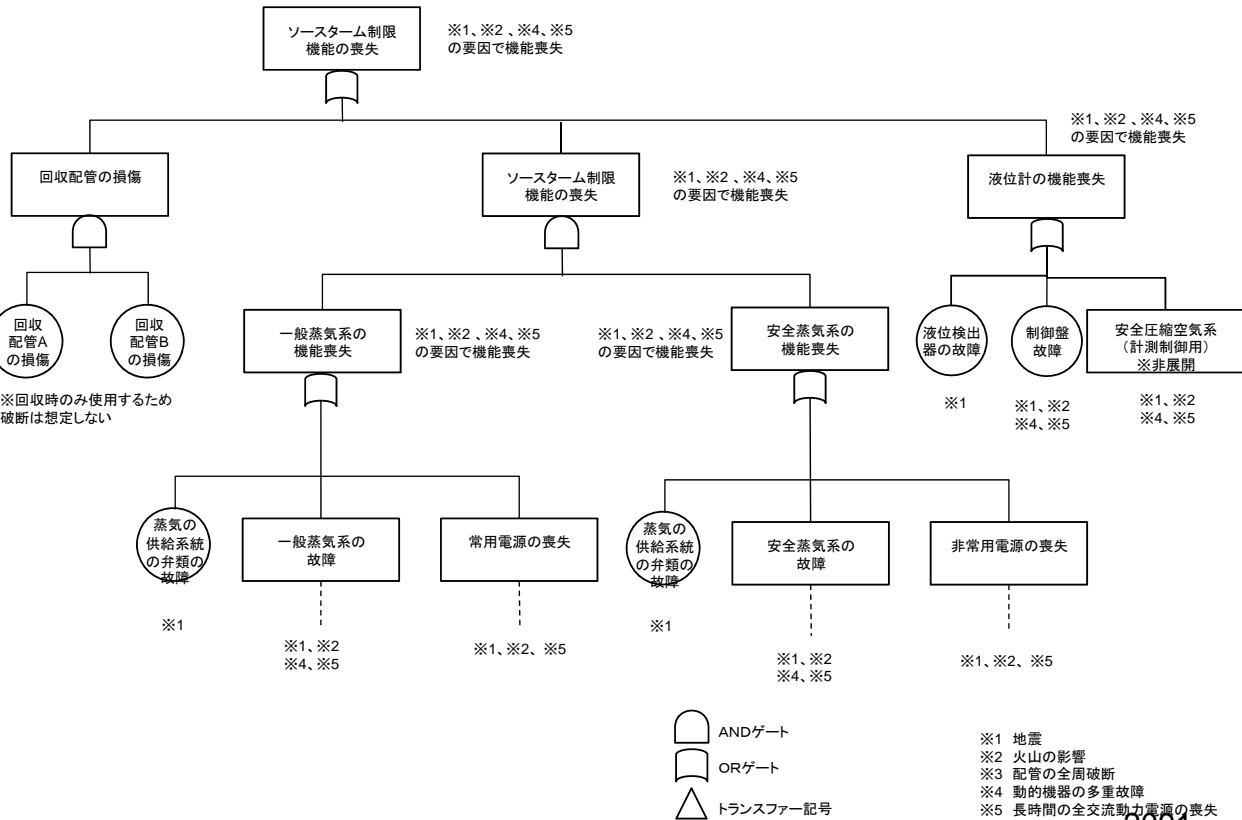 ソースターム制限
機能の喪失
※1、※2 、※4、※5
の要因で機能喪失
※1、※2 、※4、※5
の要因で機能喪失
回収配管の損傷
ソースターム制限
機能の喪失
※1、※2 、※4、※5
の要因で機能喪失
液位計の機能喪失
回収
配管A
の損傷
回収
配管B
の損傷
※回収時のみ使用するため
破断は想定しない
一般蒸気系の
機能喪失
※1、※2 、※4、※5
の要因で機能喪失
※1、※2 、※4、※5
の要因で機能喪失
安全蒸気系の
機能喪失
液位検出
器の故障
※1
制御盤
故障
※1、※2
※4、※5
安全圧縮空気系
(計測制御用)
※非展開
※1、※2
※4、※5
蒸気の
供給系統
の弁類の
故障
※1
一般蒸気系の
故障
※1、※2
※4、※5
常用電源の喪失
※1、※2、※5
蒸気の
供給系統
の弁類の
故障
※1
安全蒸気系の
故障
※1、※2
※4、※5
非常用電源の喪失
※1、※2、※5
ANDゲート
ORゲート
トランスファー記号
※1 地震
※2 火山の影響
※3 配管の全周破断
※4 動的機器の多重故障
※5 長時間の全交流動力電源の喪失